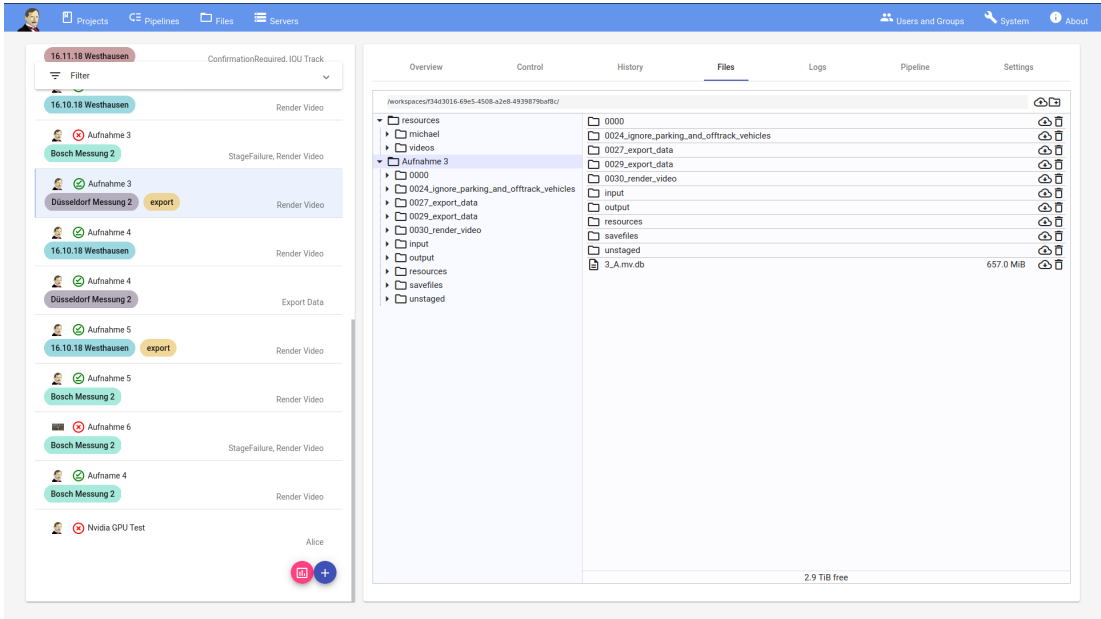 Projects Pipelines Files Servers Users and Groups System About
16.11.18 Westhausen ConfirmationRequired, IOU Track
Filter
16.10.18 Westhausen Render Video
Aufnahme 3
Bosch Messung 2 StageFailure, Render Video
Aufnahme 3
Düsseldorf Messung 2 export Render Video
Aufnahme 4
16.10.18 Westhausen Render Video
Aufnahme 4
Düsseldorf Messung 2 Export Data
Aufnahme 5
16.10.18 Westhausen export Render Video
Aufnahme 5
Bosch Messung 2 Render Video
Aufnahme 6
Bosch Messung 2 StageFailure, Render Video
Aufname 4
Bosch Messung 2 Render Video
Nvidia GPU Test
Alice
Overview Control History Files Logs Pipeline Settings
/workspaces/f34d3016-69e5-4508-a2e8-4939879baf8c/
resources
michael
videos
Aufnahme 3
0000
0024_ignore_parking_and_offtrack_vehicles
0027_export_data
0029_export_data
0030_render_video
input
output
resources
savefiles
unstaged
0000
0024_ignore_parking_and_offtrack_vehicles
0027_export_data
0029_export_data
0030_render_video
input
output
resources
savefiles
unstaged
3_A.mv.db 657.0 MiB
2.9 TiB free